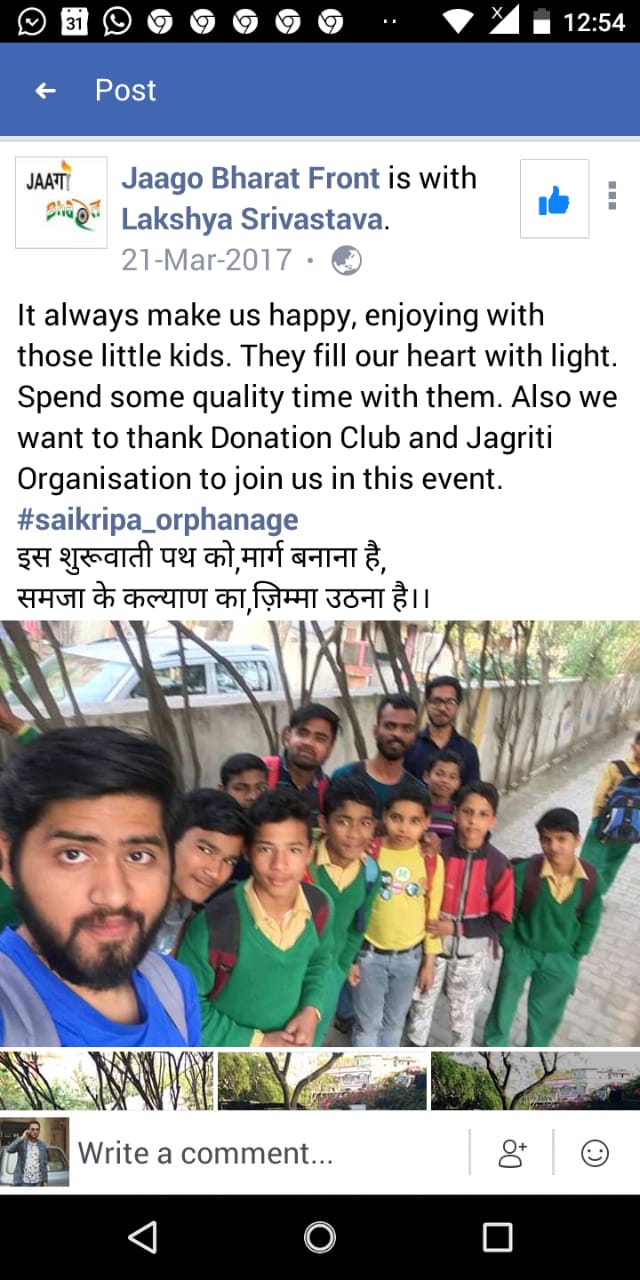 31
X
12:54
Post
JAAगो
Bhaरत
Jaago Bharat Front is with
Lakshya Srivastava.
21-Mar-2017 •
It always make us happy, enjoying with
those little kids. They fill our heart with light.
Spend some quality time with them. Also we
want to thank Donation Club and Jagriti
Organisation to join us in this event.
#saikripa_orphanage
इस शुरूवाती पथ को,मार्ग बनाना है,
समजा के कल्याण का,ज़िम्मा उठना है।।
Write a comment...